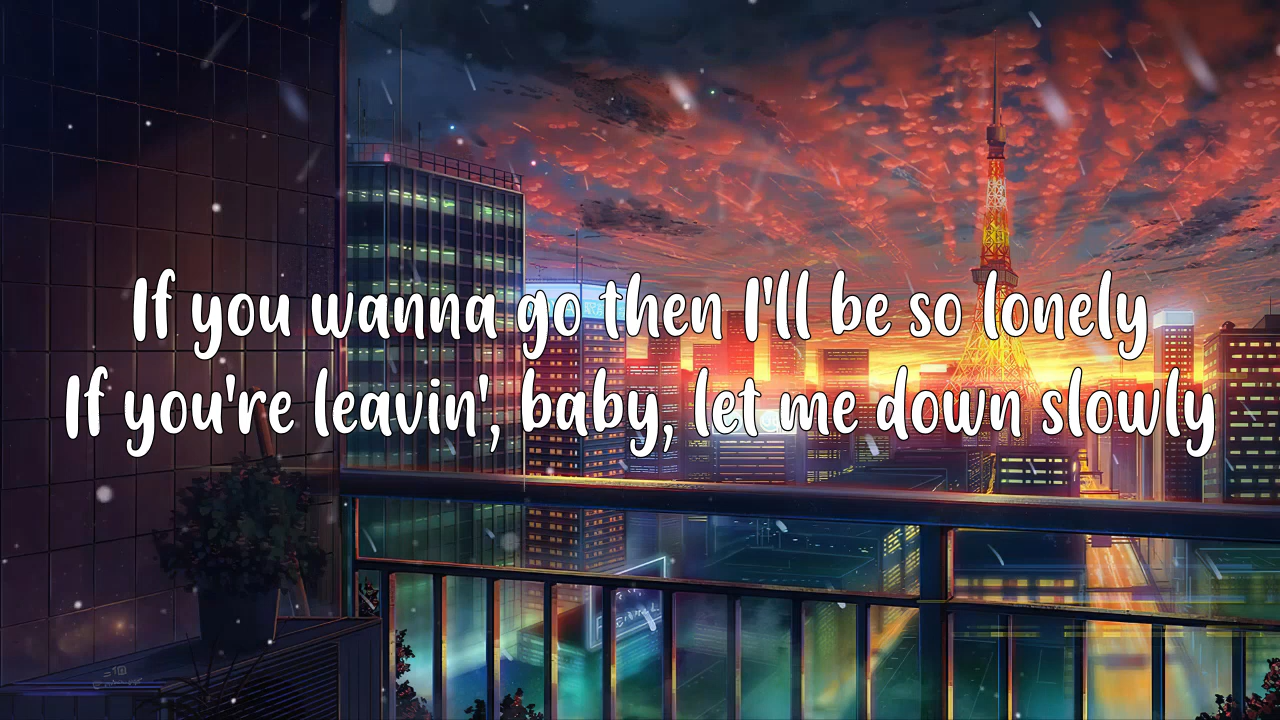 If you wanna go then I'll be so lonely
If you're leavin', baby, let me down slowly